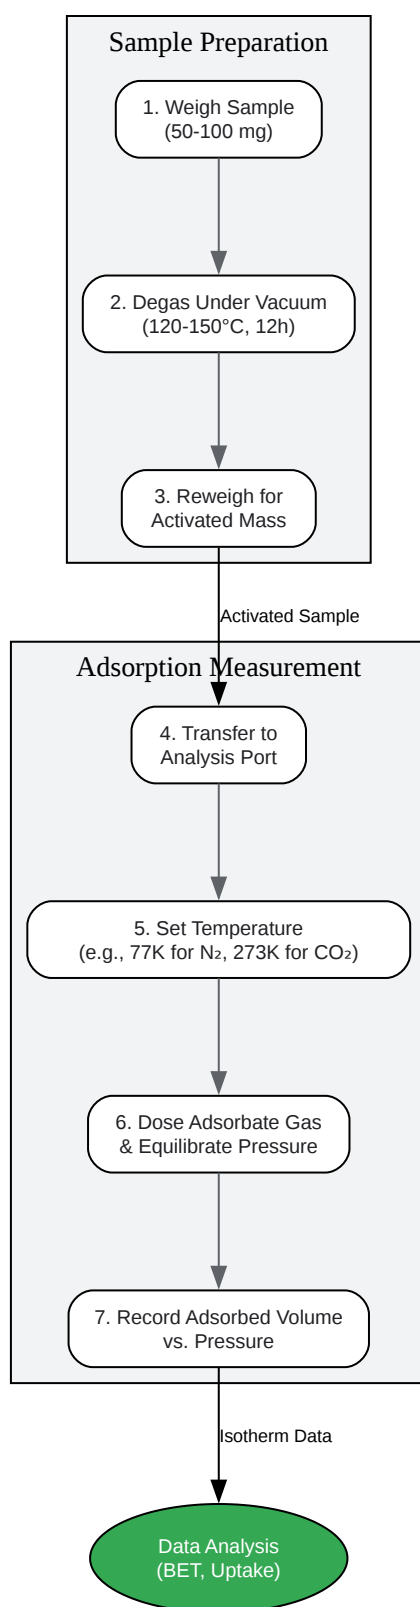 Sample Preparation
1. Weigh Sample
(50-100 mg)
2. Degas Under Vacuum
(120-150°C, 12h)
3. Reweigh for
Activated Mass
Activated Sample
Adsorption Measurement
4. Transfer to
Analysis Port
5. Set Temperature
(e.g., 77K for N₂, 273K for CO₂)
6. Dose Adsorbate Gas
& Equilibrate Pressure
7. Record Adsorbed Volume
vs. Pressure
Isotherm Data
Data Analysis
(BET, Uptake)